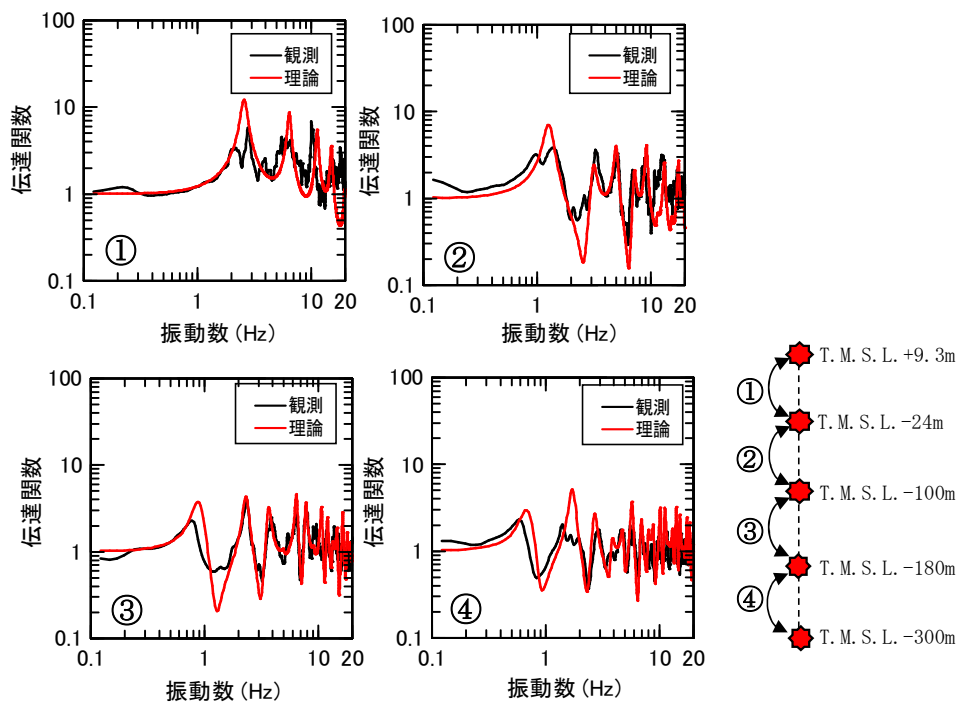 100
10
1
0.1
0.1
1
10
20
伝達関数
振動数 (Hz)
観測
理論
①
100
10
1
0.1
0.1
1
10
20
伝達関数
振動数 (Hz)
観測
理論
②
100
10
1
0.1
0.1
1
10
20
伝達関数
振動数 (Hz)
観測
理論
③
100
10
1
0.1
0.1
1
10
20
伝達関数
振動数 (Hz)
観測
理論
④
T.M.S.L.+9.3m
①
T.M.S.L.-24m
②
T.M.S.L.-100m
③
T.M.S.L.-180m
④
T.M.S.L.-300m